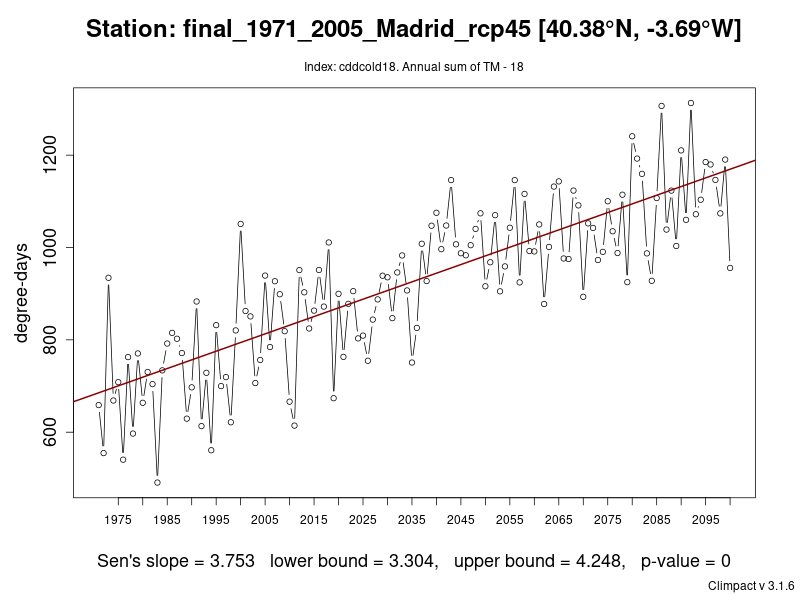 Station: final_1971_2005_Madrid_rcp45 [40.38°N, -3.69°W]
Index: cddcold18. Annual sum of TM - 18
degree-days
1200
1000
800
600
1975 1985 1995 2005 2015 2025 2035 2045 2055 2065 2075 2085 2095
Sen's slope = 3.753 lower bound = 3.304, upper bound = 4.248, p-value = 0
Climpact v 3.1.6